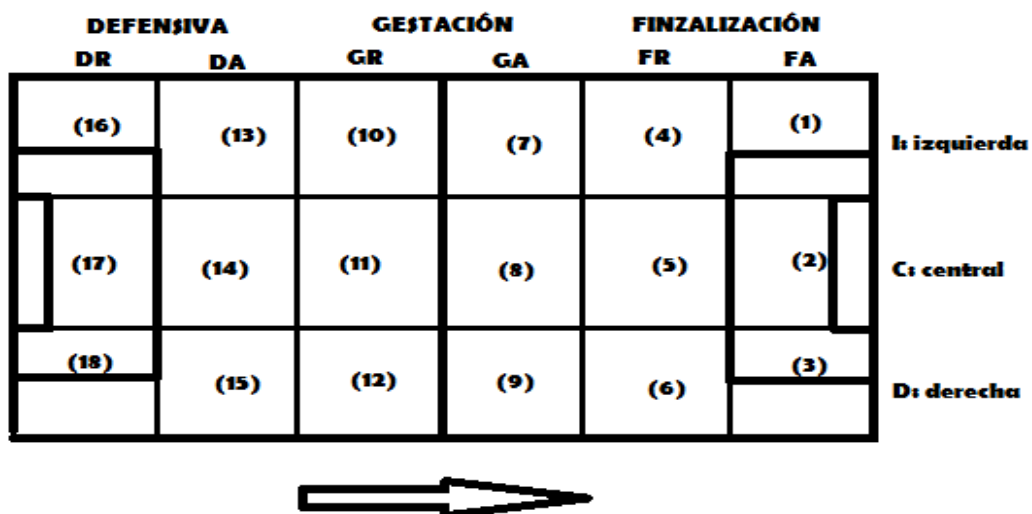 DEFENSIVA GESTACIÓN FINZALIZACIÓN
DR DA GR GA FR FA
(16) (13) (10) (7) (4) (1) I: izquierda
(17) (14) (11) (8) (5) (2) C: central
(18) (15) (12) (9) (6) (3) D: derecha